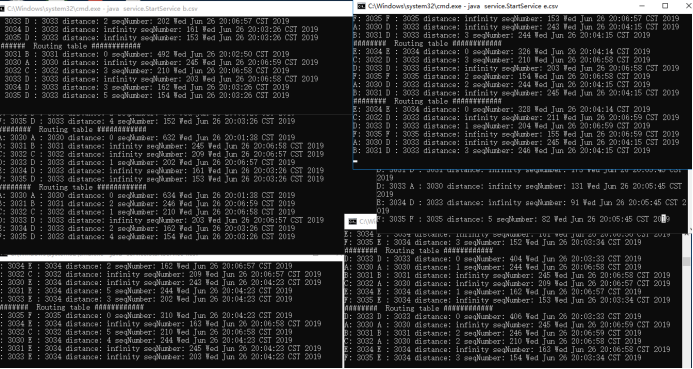 C:\Windows\system32\cmd.exe - java service.StartService b.csv
3033 D : 3033 distance: 2 seqNumber: 202 Wed Jun 26 20:06:57 CST 2019
3034 D : 3033 distance: infinity seqNumber: 161 Wed Jun 26 20:03:26 CST 2019
3035 D : 3033 distance: infinity seqNumber: 153 Wed Jun 26 20:03:26 CST 2019
###### Routing table ############
3031 B : 3031 distance: 0 seqNumber: 492 Wed Jun 26 20:02:50 CST 2019
3030 A : 3030 distance: infinity seqNumber: 245 Wed Jun 26 20:06:59 CST 2019
3032 C : 3032 distance: 3 seqNumber: 210 Wed Jun 26 20:06:58 CST 2019
3033 D : 3033 distance: infinity seqNumber: 203 Wed Jun 26 20:06:58 CST 2019
3034 D : 3033 distance: 3 seqNumber: 162 Wed Jun 26 20:03:26 CST 2019
3035 D : 3033 distance: 5 seqNumber: 154 Wed Jun 26 20:03:26 CST 2019
F: 3035 D : 3033 distance: 4 seqNumber: 152 Wed Jun 26 20:03:26 CST 2019
######## Routing table ############
A: 3030 A : 3030 distance: 0 seqNumber: 632 Wed Jun 26 20:01:38 CST 2019
B: 3031 B : 3031 distance: infinity seqNumber: 245 Wed Jun 26 20:06:58 CST 2019
C: 3032 C : 3032 distance: infinity seqNumber: 209 Wed Jun 26 20:06:57 CST 2019
D: 3033 D : 3033 distance: 1 seqNumber: 202 Wed Jun 26 20:06:57 CST 2019
E: 3034 D : 3033 distance: infinity seqNumber: 161 Wed Jun 26 20:03:26 CST 2019
F: 3035 D : 3033 distance: infinity seqNumber: 153 Wed Jun 26 20:03:26 CST 2019
######## Routing table ############
A: 3030 A : 3030 distance: 0 seqNumber: 634 Wed Jun 26 20:01:38 CST 2019
B: 3031 B : 3031 distance: 2 seqNumber: 246 Wed Jun 26 20:06:59 CST 2019
C: 3032 C : 3032 distance: 1 seqNumber: 210 Wed Jun 26 20:06:58 CST 2019
D: 3033 D : 3033 distance: infinity seqNumber: 203 Wed Jun 26 20:06:57 CST 2019
E: 3034 D : 3033 distance: 2 seqNumber: 162 Wed Jun 26 20:03:26 CST 2019
F: 3035 D : 3033 distance: 4 seqNumber: 154 Wed Jun 26 20:03:26 CST 2019
: 3034 E : 3034 distance: 2 seqNumber: 162 Wed Jun 26 20:06:57 CST 2019
: 3032 C : 3032 distance: infinity seqNumber: 209 Wed Jun 26 20:06:57 CST 2019
: 3030 E : 3034 distance: infinity seqNumber: 243 Wed Jun 26 20:04:23 CST 2019
: 3031 E : 3034 distance: 5 seqNumber: 244 Wed Jun 26 20:04:23 CST 2019
: 3033 E : 3034 distance: 3 seqNumber: 202 Wed Jun 26 20:04:23 CST 2019
####### Routing table ############
: 3035 F : 3035 distance: 0 seqNumber: 310 Wed Jun 26 20:04:23 CST 2019
: 3034 E : 3034 distance: infinity seqNumber: 163 Wed Jun 26 20:06:58 CST 2019
: 3032 C : 3032 distance: 5 seqNumber: 210 Wed Jun 26 20:06:58 CST 2019
: 3030 E : 3034 distance: 4 seqNumber: 244 Wed Jun 26 20:04:23 CST 2019
: 3031 E : 3034 distance: infinity seqNumber: 245 Wed Jun 26 20:04:23 CST 2019
: 3033 E : 3034 distance: infinity seqNumber: 203 Wed Jun 26 20:04:23 CST 2019
C:\Windows\system32\cmd.exe - java service.StartService e.csv
F: 3035 F : 3035 distance: infinity seqNumber: 153 Wed Jun 26 20:06:57 CST 2019
A: 3030 D : 3033 distance: infinity seqNumber: 243 Wed Jun 26 20:04:15 CST 2019
B: 3031 D : 3033 distance: 3 seqNumber: 244 Wed Jun 26 20:04:15 CST 2019
######## Routing table ############
E: 3034 E : 3034 distance: 0 seqNumber: 326 Wed Jun 26 20:04:14 CST 2019
C: 3032 D : 3033 distance: 3 seqNumber: 210 Wed Jun 26 20:06:58 CST 2019
D: 3033 D : 3033 distance: infinity seqNumber: 203 Wed Jun 26 20:06:58 CST 2019
F: 3035 F : 3035 distance: 2 seqNumber: 154 Wed Jun 26 20:06:58 CST 2019
A: 3030 D : 3033 distance: 2 seqNumber: 244 Wed Jun 26 20:04:15 CST 2019
B: 3031 D : 3033 distance: infinity seqNumber: 245 Wed Jun 26 20:04:15 CST 2019
######## Routing table ############
E: 3034 E : 3034 distance: 0 seqNumber: 328 Wed Jun 26 20:04:14 CST 2019
C: 3032 D : 3033 distance: infinity seqNumber: 211 Wed Jun 26 20:06:59 CST 2019
D: 3033 D : 3033 distance: 1 seqNumber: 204 Wed Jun 26 20:06:59 CST 2019
F: 3035 F : 3035 distance: infinity seqNumber: 155 Wed Jun 26 20:06:59 CST 2019
A: 3030 D : 3033 distance: infinity seqNumber: 245 Wed Jun 26 20:04:15 CST 2019
B: 3031 D : 3033 distance: 3 seqNumber: 246 Wed Jun 26 20:04:15 CST 2019
D: 3033 A : 3030 distance: infinity seqNumber: 131 Wed Jun 26 20:05:45 CST
2019
E: 3034 D : 3033 distance: infinity seqNumber: 91 Wed Jun 26 20:05:45 CST 2
019
F: 3035 F : 3035 distance: 5 seqNumber: 82 Wed Jun 26 20:05:45 CST 2019
F: 3035 E : 3034 distance: 3 seqNumber: 152 Wed Jun 26 20:03:34 CST 2019
######## Routing table ############
D: 3033 D : 3033 distance: 0 seqNumber: 404 Wed Jun 26 20:03:33 CST 2019
A: 3030 A : 3030 distance: 1 seqNumber: 244 Wed Jun 26 20:06:58 CST 2019
B: 3031 B : 3031 distance: infinity seqNumber: 245 Wed Jun 26 20:06:58 CST 2019
C: 3032 A : 3030 distance: infinity seqNumber: 209 Wed Jun 26 20:06:57 CST 2019
E: 3034 E : 3034 distance: 1 seqNumber: 162 Wed Jun 26 20:06:57 CST 2019
F: 3035 E : 3034 distance: infinity seqNumber: 153 Wed Jun 26 20:03:34 CST 2019
######## Routing table ############
D: 3033 D : 3033 distance: 0 seqNumber: 406 Wed Jun 26 20:03:33 CST 2019
A: 3030 A : 3030 distance: infinity seqNumber: 245 Wed Jun 26 20:06:59 CST 2019
B: 3031 B : 3031 distance: 2 seqNumber: 246 Wed Jun 26 20:06:59 CST 2019
C: 3032 A : 3030 distance: 2 seqNumber: 210 Wed Jun 26 20:06:58 CST 2019
E: 3034 E : 3034 distance: infinity seqNumber: 163 Wed Jun 26 20:06:58 CST 2019
F: 3035 E : 3034 distance: 3 seqNumber: 154 Wed Jun 26 20:03:34 CST 2019